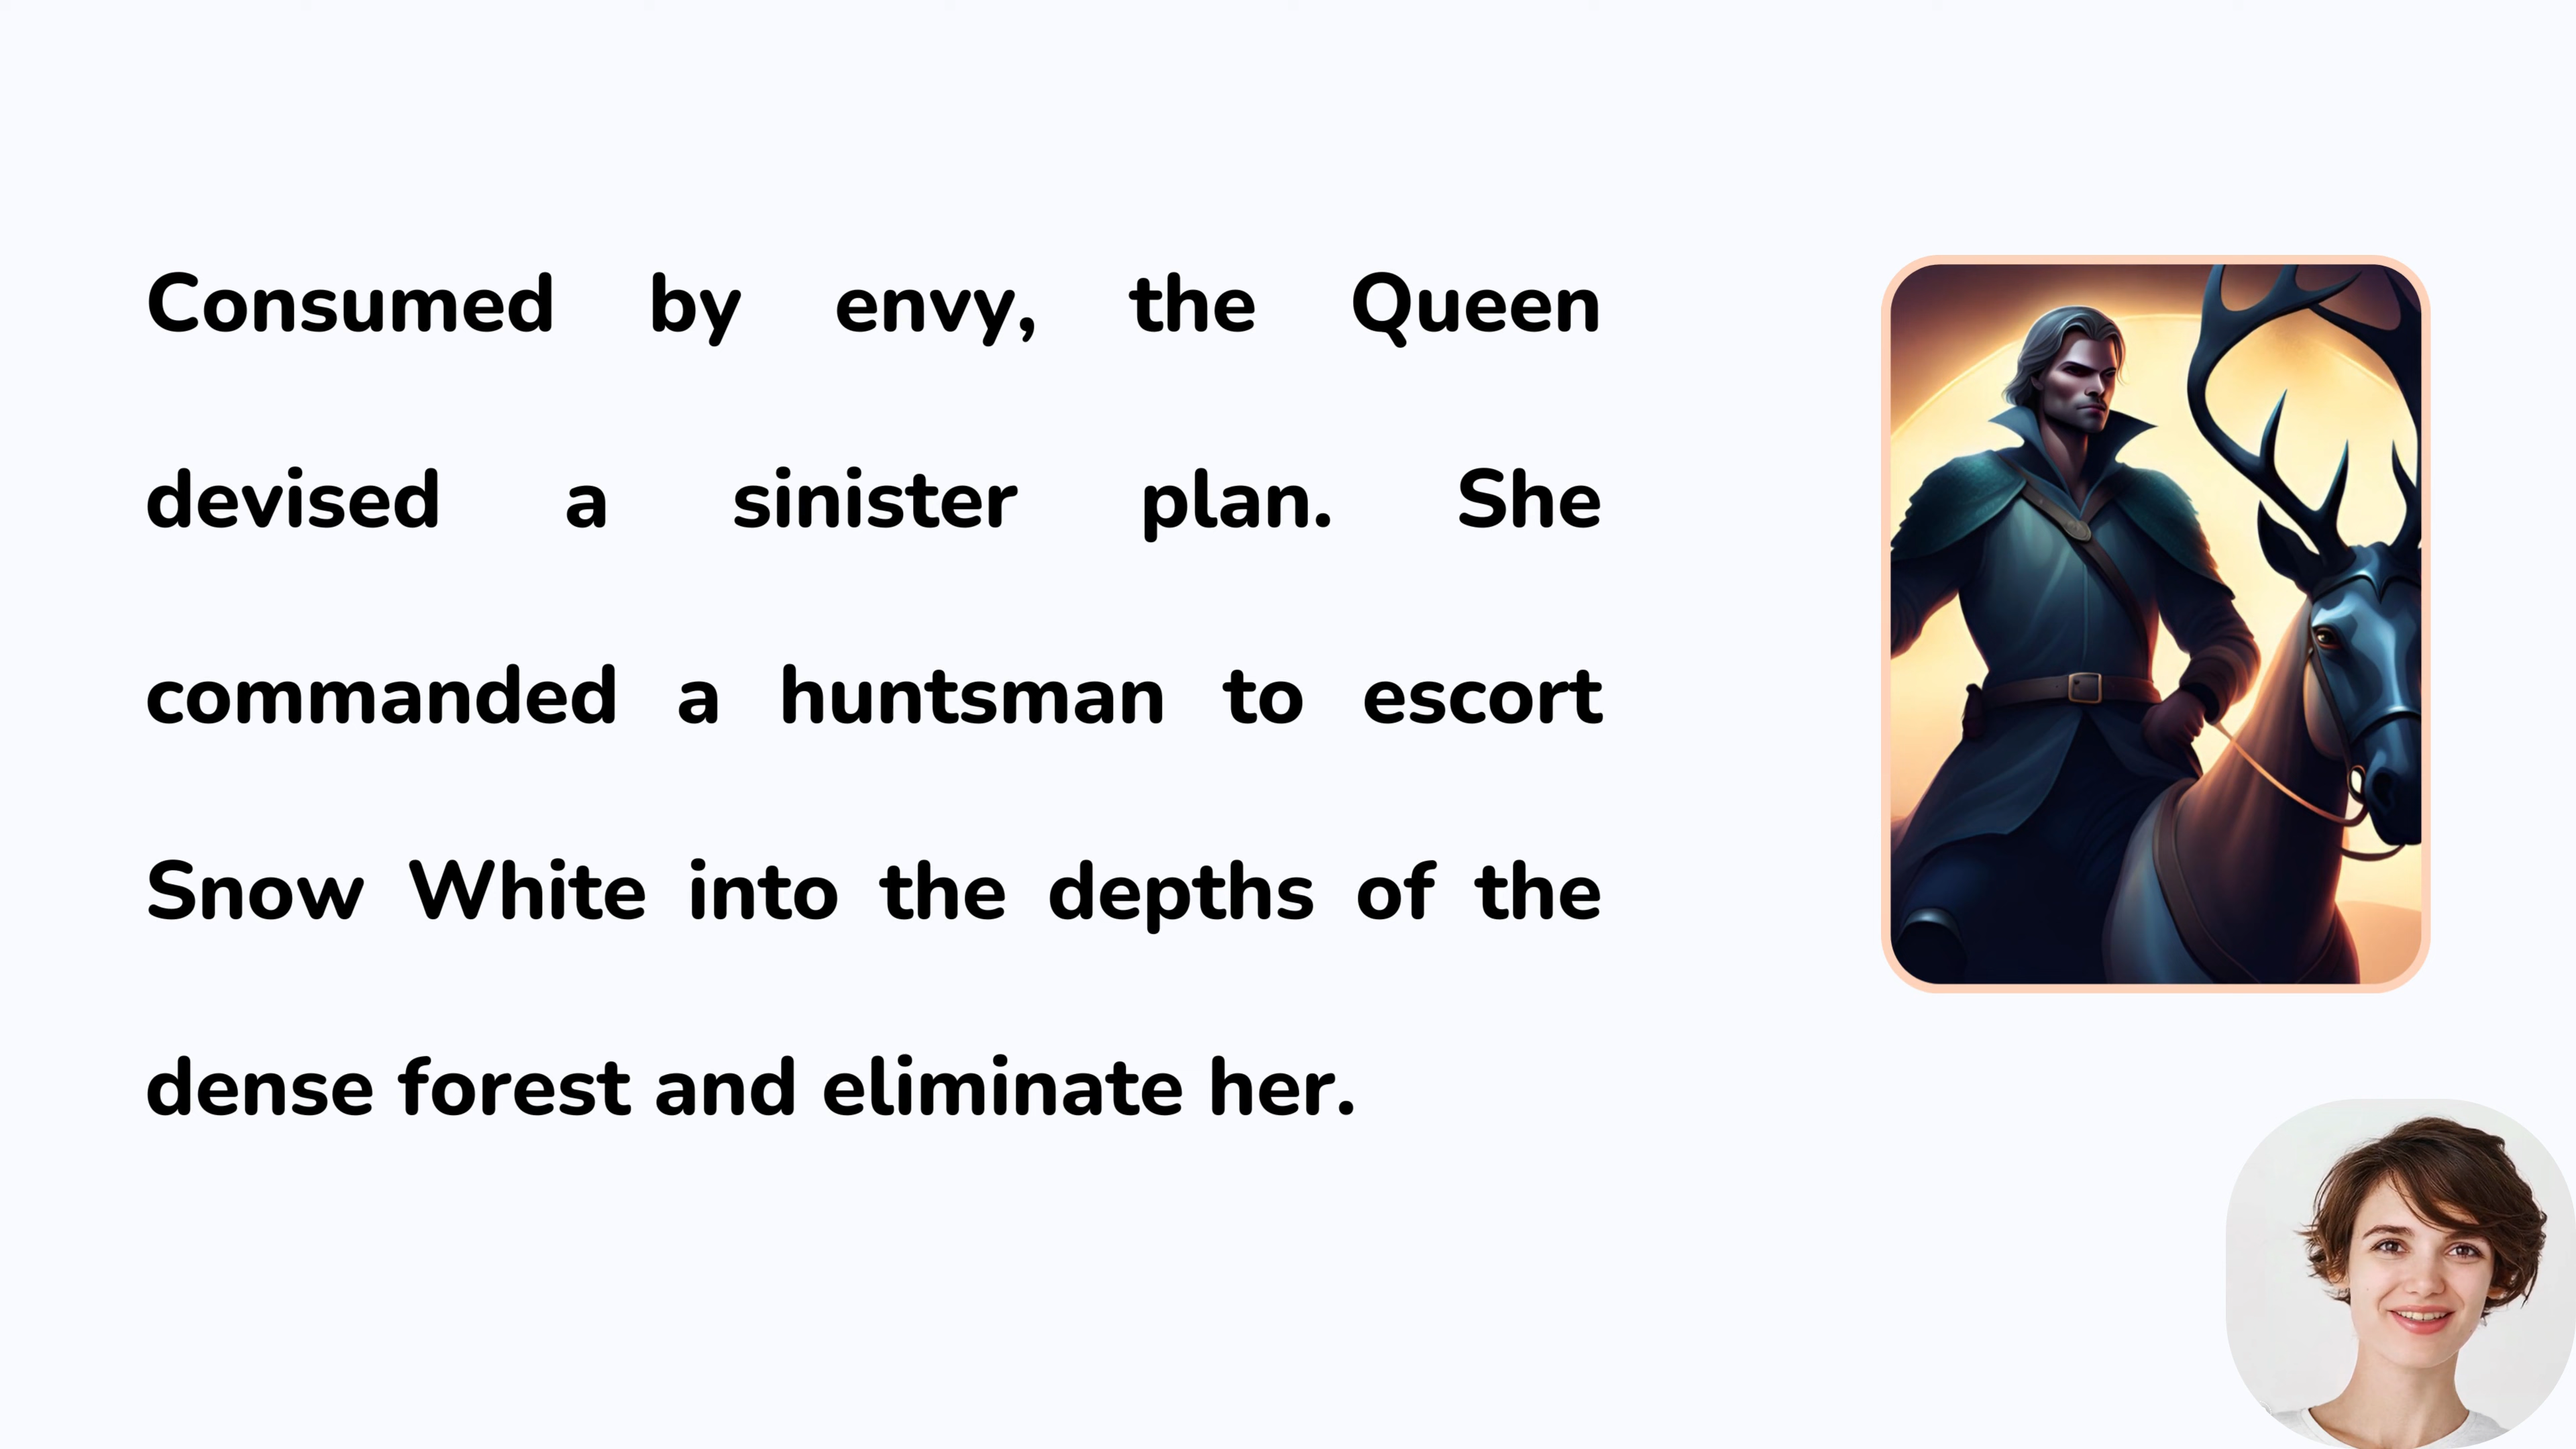 Consumed by envy, the Queen
devised a sinister plan. She
commanded a huntsman to escort
Snow White into the depths of the
dense forest and eliminate her.